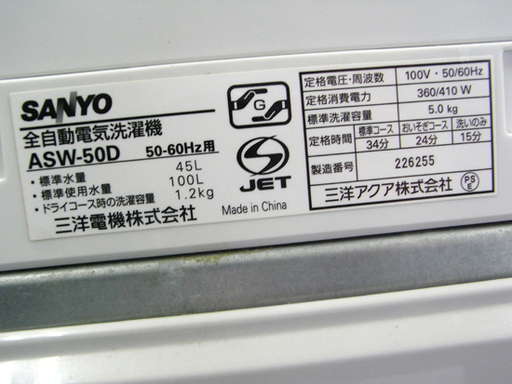 SANYO
全自動電気洗濯機
ASW-50D 50-60Hz用
・標準水量 45L
・標準使用水量 100L
・ドライコース時の洗濯容量 1.2kg
三洋電機株式会社
G
S
JET
Made in China
定格電圧・周波数 100V・50/60Hz
定格消費電力 360/410 W
標準洗濯容量 5.0 kg
定格時間 標準コース おいそぎコース 洗いのみ
34分 24分 15分
製造番号 226255
三洋アクア株式会社 PSE